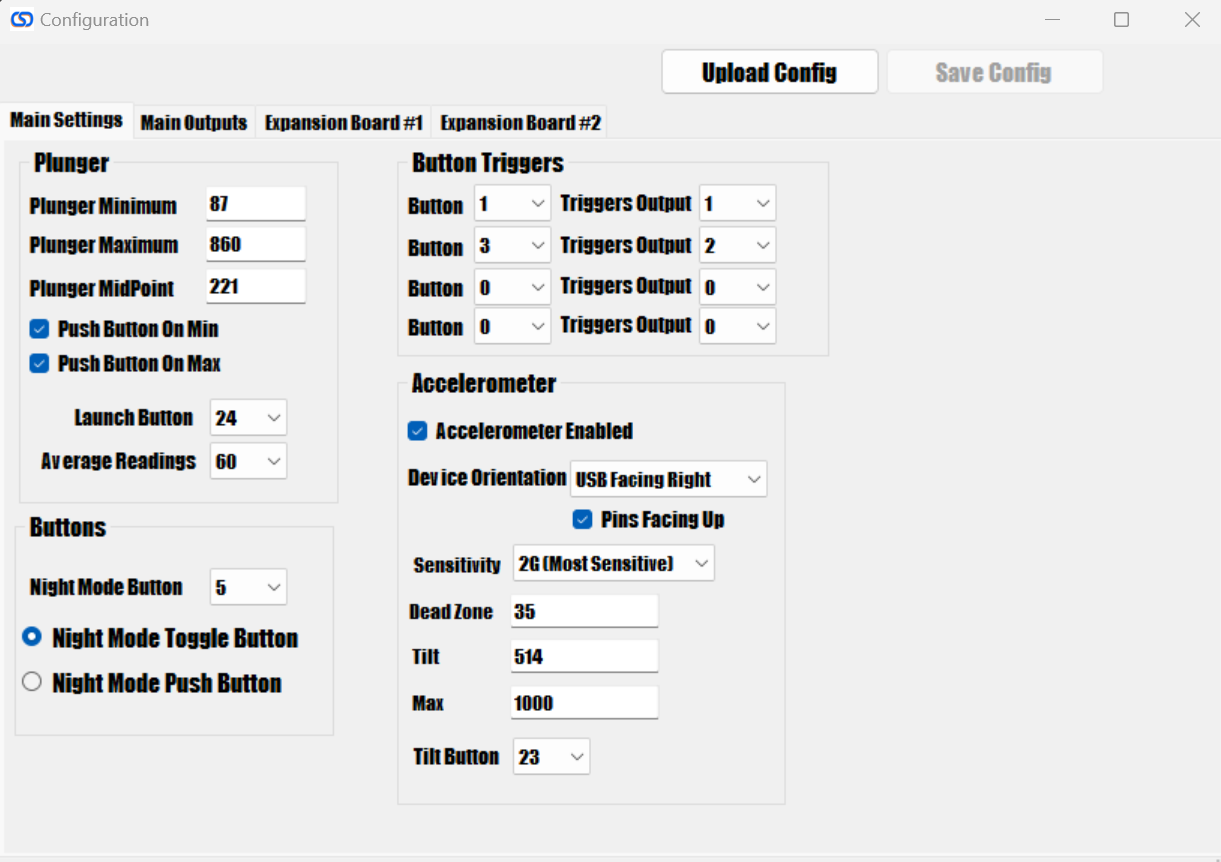 Configuration
Upload Config
Save Config
Main Settings
Main Outputs
Expansion Board #1
Expansion Board #2
Plunger
Plunger Minimum 87
Plunger Maximum 860
Plunger MidPoint 221
Push Button On Min
Push Button On Max
Launch Button 24
Average Readings 60
Buttons
Night Mode Button 5
Night Mode Toggle Button
Night Mode Push Button
Button Triggers
Button 1 Triggers Output 1
Button 3 Triggers Output 2
Button 0 Triggers Output 0
Button 0 Triggers Output 0
Accelerometer
Accelerometer Enabled
Device Orientation USB Facing Right
Pins Facing Up
Sensitivity 2G (Most Sensitive)
Dead Zone 35
Tilt 514
Max 1000
Tilt Button 23